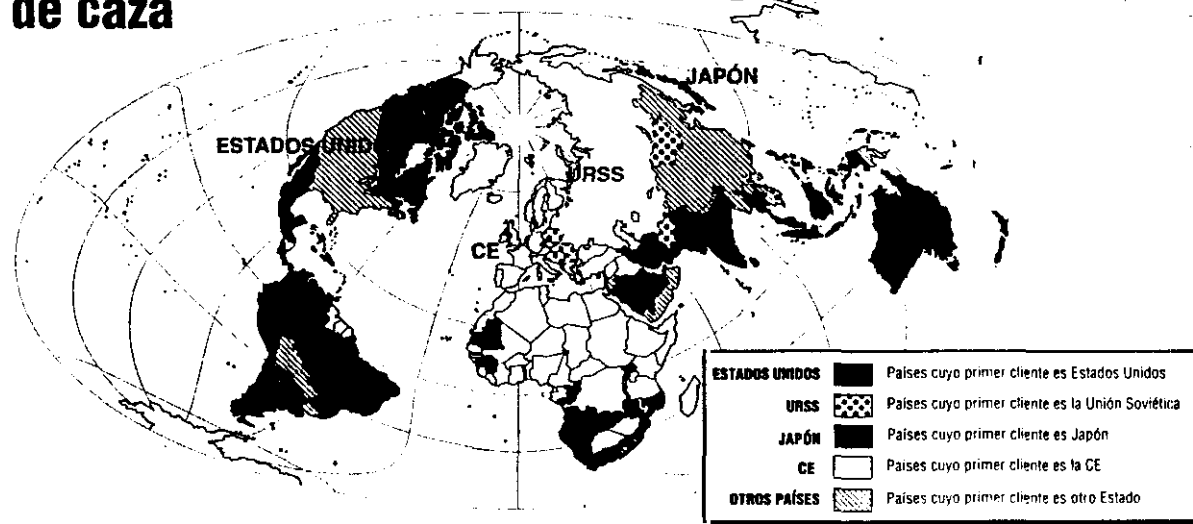 de caza
JAPÓN
ESTADOS UNIDOS
URSS
CE
ESTADOS UNIDOS Países cuyo primer cliente es Estados Unidos
URSS Países cuyo primer cliente es la Unión Soviética
JAPÓN Países cuyo primer cliente es Japón
CE Países cuyo primer cliente es la CE
OTROS PAÍSES Países cuyo primer cliente es otro Estado